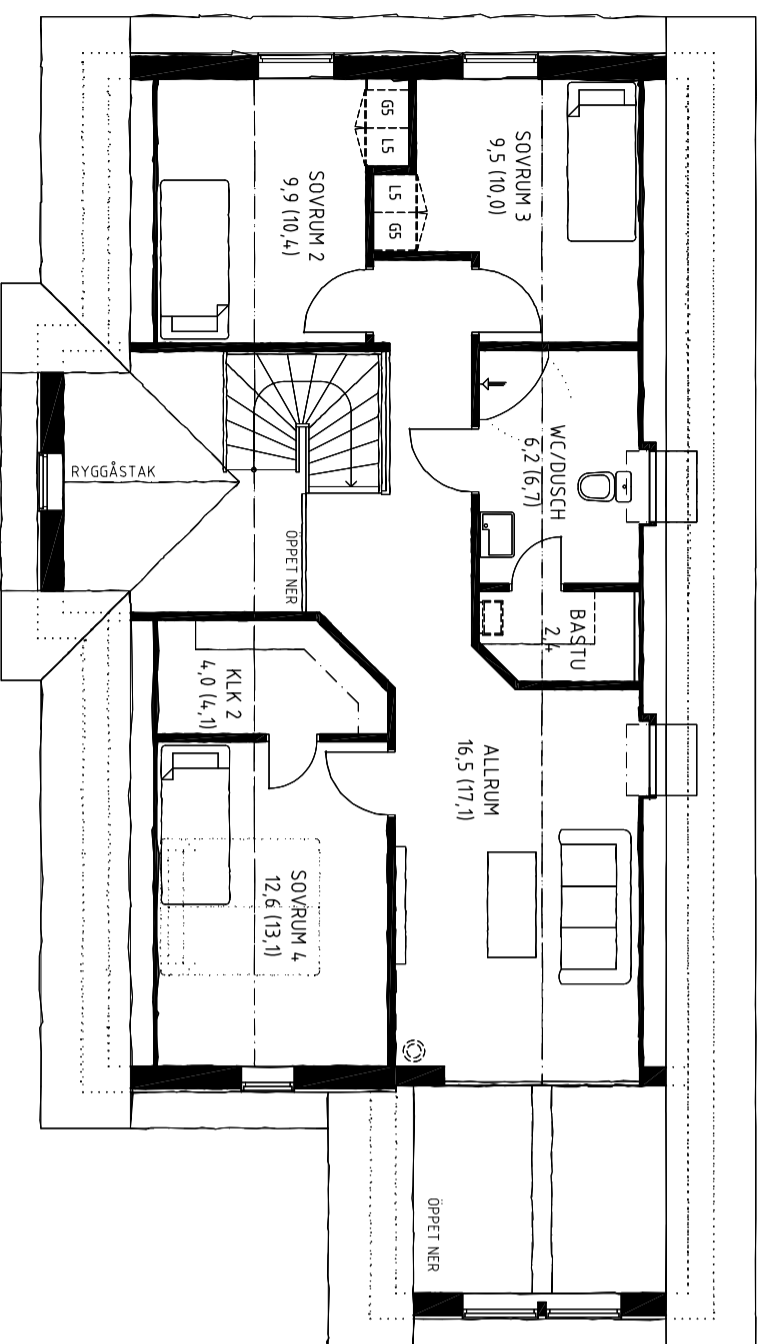 SOVRUM 3
9,5 (10,0)
G5
L5
L5
G5
SOVRUM 2
9,9 (10,4)
WC/DUSCH
6,2 (6,7)
RYGGÅSTAK
ÖPPET NER
BASTU
2,4
KLK 2
4,0 (4,1)
ALLRUM
16,5 (17,1)
SOVRUM 4
12,6 (13,1)
ÖPPET NER